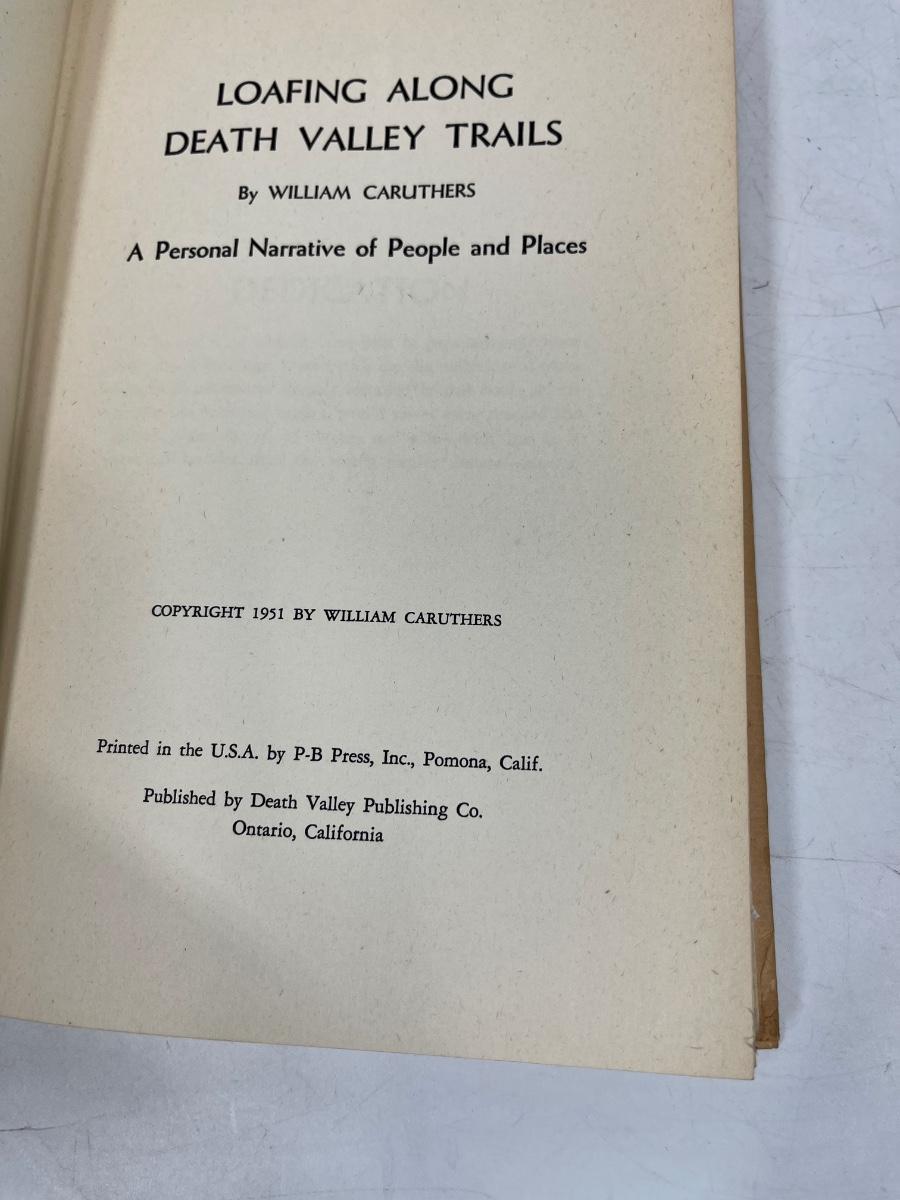 LOAFING ALONG
DEATH VALLEY TRAILS
By WILLIAM CARUTHERS
A Personal Narrative of People and Places
COPYRIGHT 1951 BY WILLIAM CARUTHERS
Printed in the U.S.A. by P-B Press, Inc., Pomona, Calif.
Published by Death Valley Publishing Co.
Ontario, California